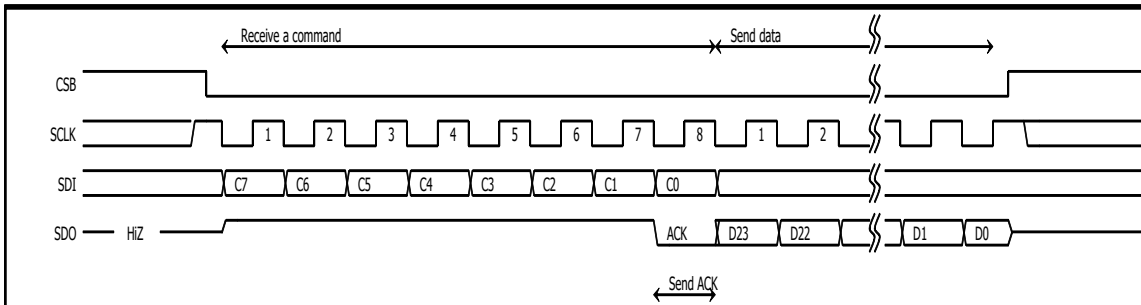 Receive a command Send data
CSB
SCLK 1 2 3 4 5 6 7 8 1 2
SDI C7 C6 C5 C4 C3 C2 C1 C0
SDO HiZ ACK D23 D22 D1 D0
Send ACK